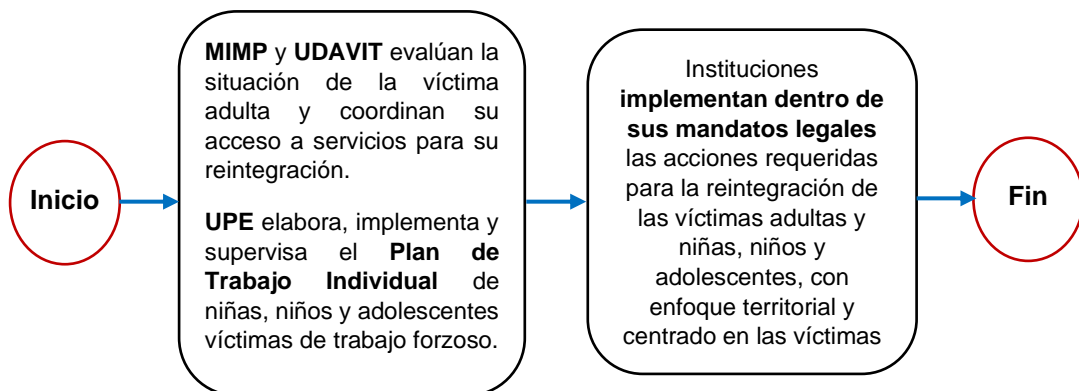 Inicio
MIMP y UDAVIT evalúan la
situación de la víctima
adulta y coordinan su
acceso a servicios para su
reintegración.
UPE elabora, implementa y
supervisa el Plan de
Trabajo Individual de
niñas, niños y adolescentes
víctimas de trabajo forzoso.
Instituciones
implementan dentro de
sus mandatos legales
las acciones requeridas
para la reintegración de
las víctimas adultas y
niñas, niños y
adolescentes, con
enfoque territorial y
centrado en las víctimas
Fin